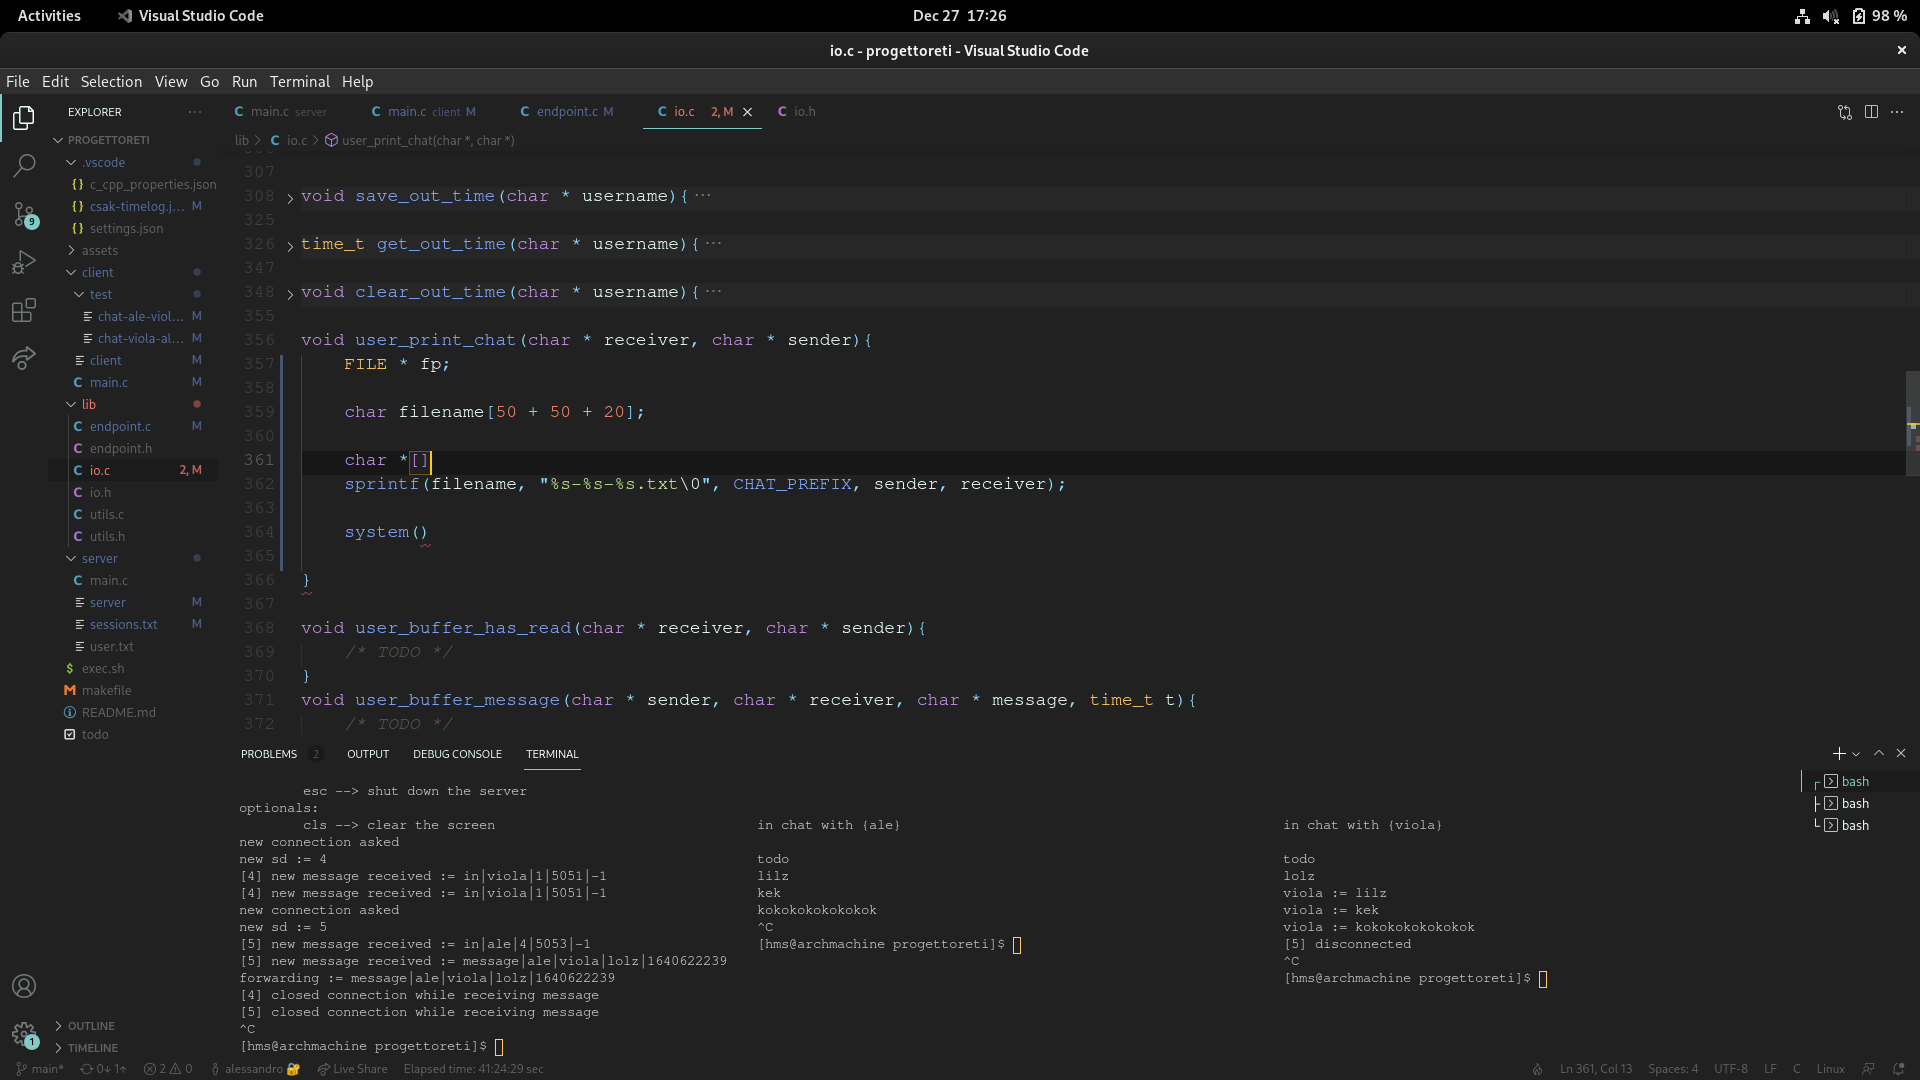 Activities
Visual Studio Code
Dec 27 17:26
98 %
io.c - progettoreti - Visual Studio Code
File Edit Selection View Go Run Terminal Help
EXPLORER
PROGETTORETI
.vscode
c_cpp_properties.json
csak-timelog.j... M
settings.json
assets
client
test
chat-ale-viol... M
chat-viola-al... M
client M
main.c M
lib
endpoint.c M
endpoint.h
io.c 2, M
io.h
utils.c
utils.h
server
main.c
server M
sessions.txt M
user.txt
exec.sh
makefile
README.md
todo
OUTLINE
TIMELINE
9
1
main.c server
main.c client M
endpoint.c M
io.c 2, M
io.h
lib > io.c > user_print_chat(char *, char *)
307
308 void save_out_time(char * username){ ...
325
326 time_t get_out_time(char * username){ ...
347
348 void clear_out_time(char * username){ ...
355
356 void user_print_chat(char * receiver, char * sender){
357 FILE * fp;
358
359 char filename[50 + 50 + 20];
360
361 char *[]
362 sprintf(filename, "%s-%s-%s.txt\0", CHAT_PREFIX, sender, receiver);
363
364 system()
365
366 }
367
368 void user_buffer_has_read(char * receiver, char * sender){
369 /* TODO */
370 }
371 void user_buffer_message(char * sender, char * receiver, char * message, time_t t){
372 /* TODO */
PROBLEMS 2 OUTPUT DEBUG CONSOLE TERMINAL
esc --> shut down the server
optionals:
cls --> clear the screen
new connection asked
new sd := 4
[4] new message received := in|viola|1|5051|-1
[4] new message received := in|viola|1|5051|-1
new connection asked
new sd := 5
[5] new message received := in|ale|4|5053|-1
[5] new message received := message|ale|viola|lolz|1640622239
forwarding := message|ale|viola|lolz|1640622239
[4] closed connection while receiving message
[5] closed connection while receiving message
^C
[hms@archmachine progettoreti]$
in chat with {ale}
todo
lilz
kek
kokokokokokokok
^C
[hms@archmachine progettoreti]$
in chat with {viola}
todo
lolz
viola := lilz
viola := kek
viola := kokokokokokokok
[5] disconnected
^C
[hms@archmachine progettoreti]$
bash
bash
bash
main* 0↓ 1↑ 2 0 alessandro Live Share Elapsed time: 41:24:29 sec
Ln 361, Col 13 Spaces: 4 UTF-8 LF C Linux